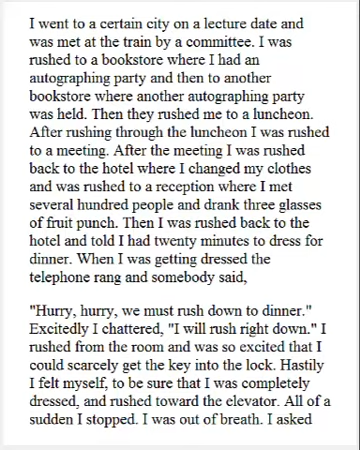 I went to a certain city on a lecture date and
was met at the train by a committee. I was
rushed to a bookstore where I had an
autographing party and then to another
bookstore where another autographing party
was held. Then they rushed me to a luncheon.
After rushing through the luncheon I was rushed
to a meeting. After the meeting I was rushed
back to the hotel where I changed my clothes
and was rushed to a reception where I met
several hundred people and drank three glasses
of fruit punch. Then I was rushed back to the
hotel and told I had twenty minutes to dress for
dinner. When I was getting dressed the
telephone rang and somebody said,
"Hurry, hurry, we must rush down to dinner."
Excitedly I chattered, "I will rush right down." I
rushed from the room and was so excited that I
could scarcely get the key into the lock. Hastily
I felt myself, to be sure that I was completely
dressed, and rushed toward the elevator. All of a
sudden I stopped. I was out of breath. I asked